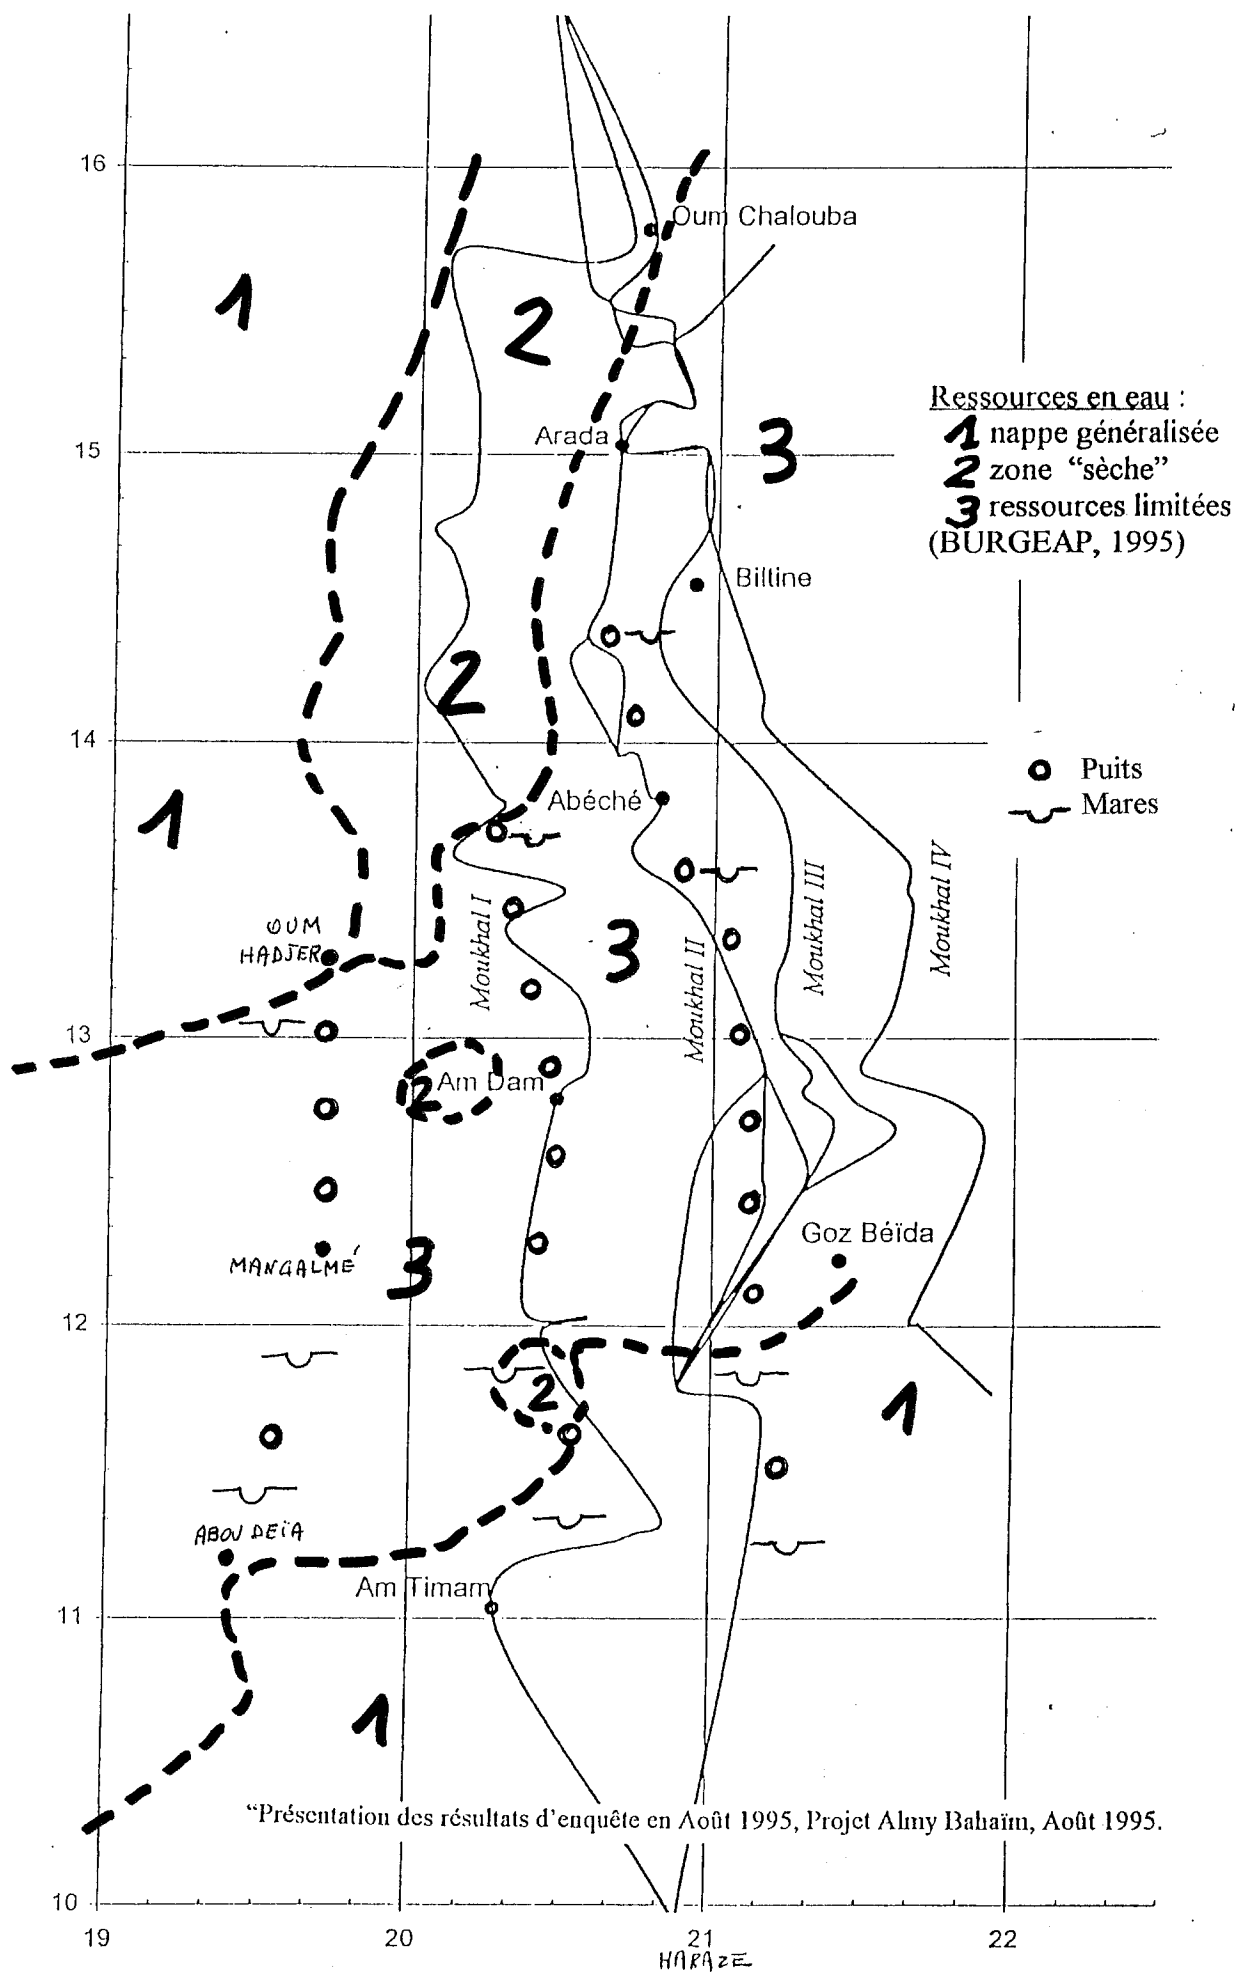 16
Oum Chalouba
1
2
Ressources en eau :
1 nappe généralisée
2 zone “sèche”
3 ressources limitées
(BURGEAP, 1995)
Arada
3
15
Biltine
2
14
Puits
Mares
Abéché
1
OUM
HADJER
Moukhal I
3
Moukhal II
Moukhal III
Moukhal IV
13
2
Am Dam
Goz Béïda
MANGALMÉ
3
12
2
1
ABOU DEÏA
Am Timam
11
1
“Présentation des résultats d’enquête en Août 1995, Projet Almy Bahaïm, Août 1995.
10
19
20
21
22
HARAZE